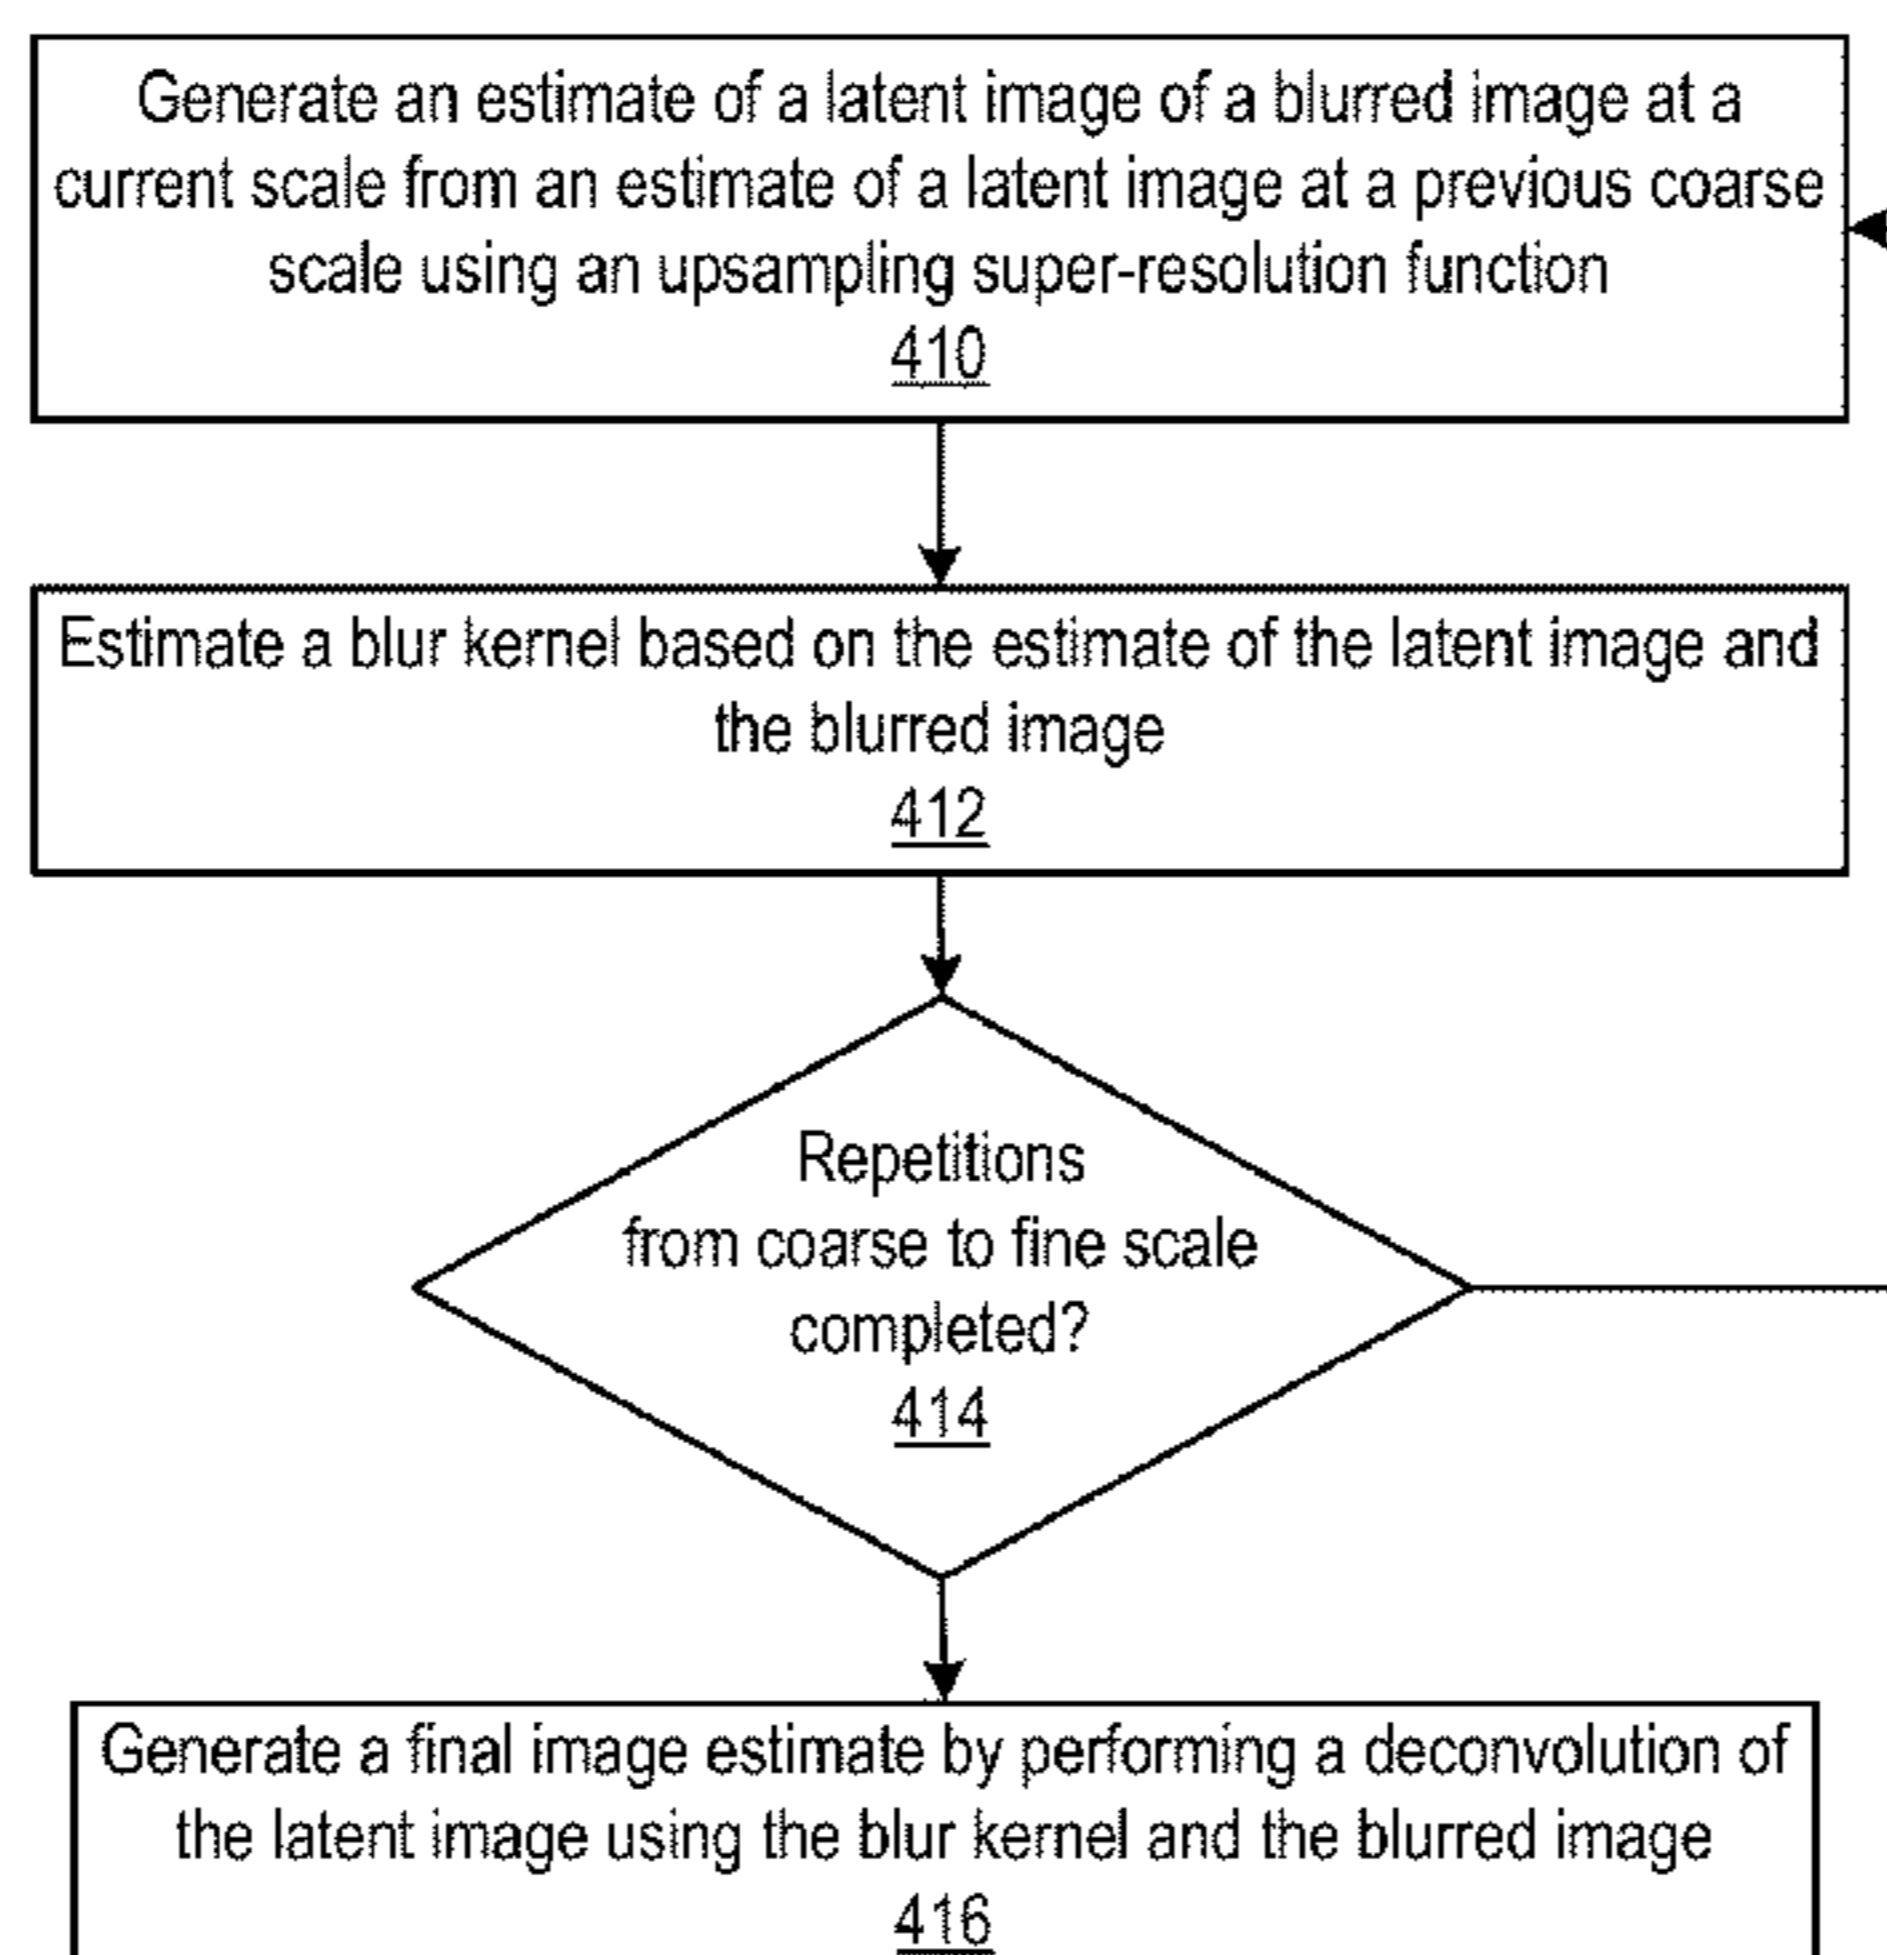 Generate an estimate of a latent image of a blurred image at a
current scale from an estimate of a latent image at a previous coarse
scale using an upsampling super-resolution function
410
Estimate a blur kernel based on the estimate of the latent image and
the blurred image
412
Repetitions
from coarse to fine scale
completed?
414
Generate a final image estimate by performing a deconvolution of
the latent image using the blur kernel and the blurred image
416